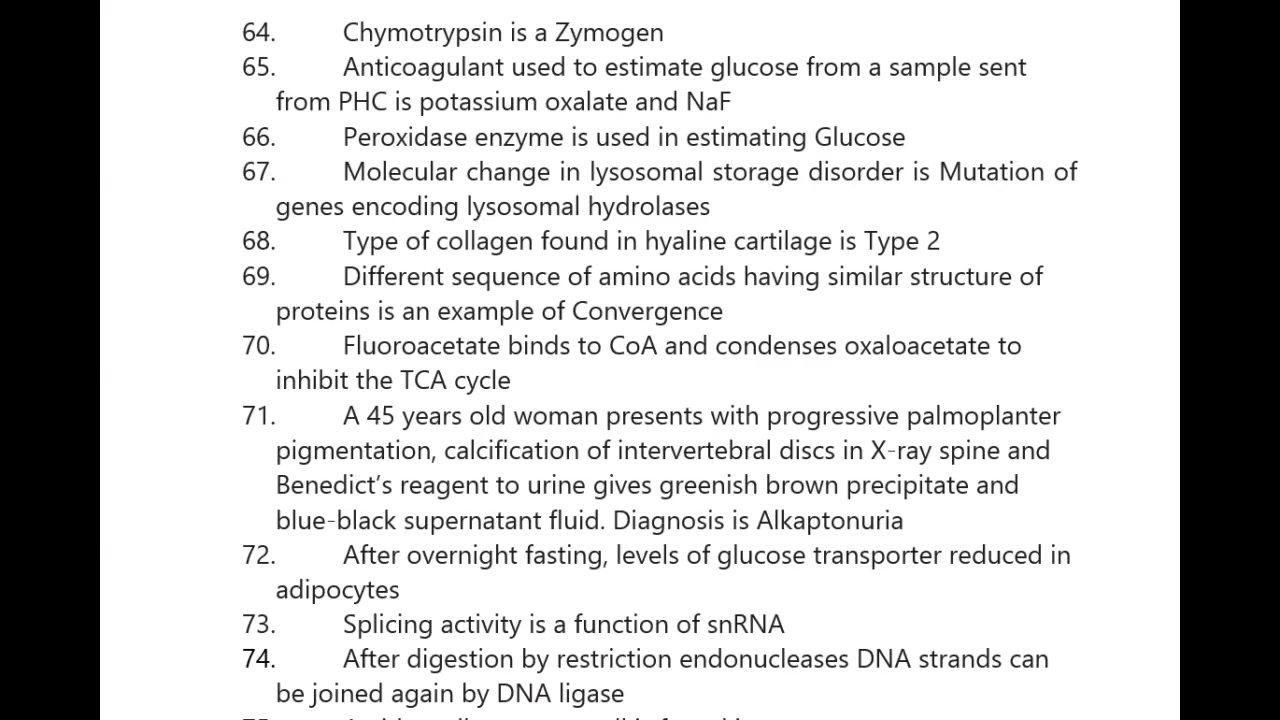 64. Chymotrypsin is a Zymogen
65. Anticoagulant used to estimate glucose from a sample sent
from PHC is potassium oxalate and NaF
66. Peroxidase enzyme is used in estimating Glucose
67. Molecular change in lysosomal storage disorder is Mutation of
genes encoding lysosomal hydrolases
68. Type of collagen found in hyaline cartilage is Type 2
69. Different sequence of amino acids having similar structure of
proteins is an example of Convergence
70. Fluoroacetate binds to CoA and condenses oxaloacetate to
inhibit the TCA cycle
71. A 45 years old woman presents with progressive palmoplanter
pigmentation, calcification of intervertebral discs in X-ray spine and
Benedict’s reagent to urine gives greenish brown precipitate and
blue-black supernatant fluid. Diagnosis is Alkaptonuria
72. After overnight fasting, levels of glucose transporter reduced in
adipocytes
73. Splicing activity is a function of snRNA
74. After digestion by restriction endonucleases DNA strands can
be joined again by DNA ligase